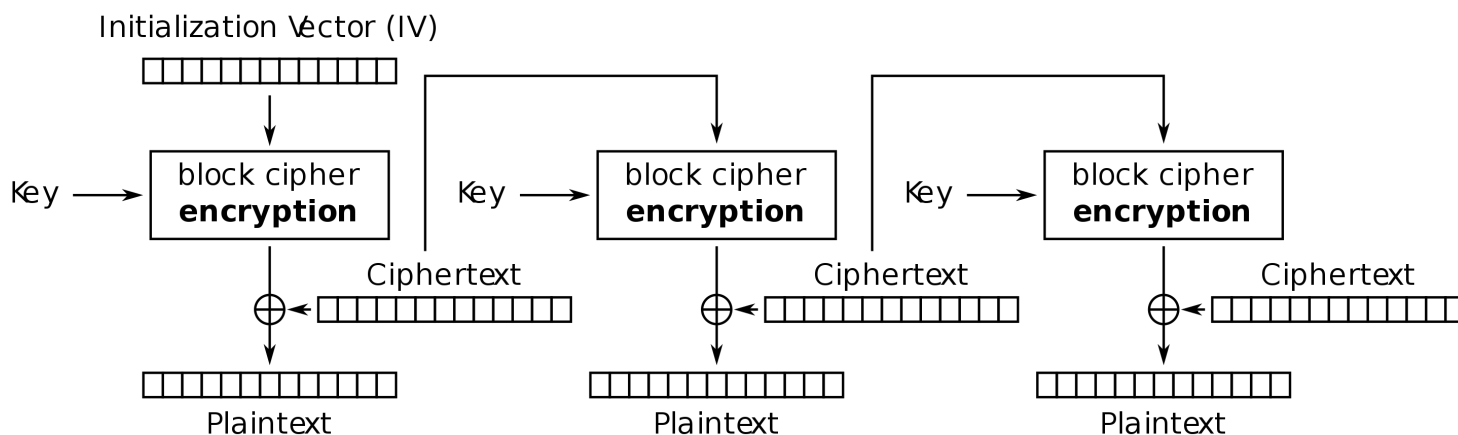 Initialization Vector (IV)
Key
block cipher
encryption
Ciphertext
Plaintext
Key
block cipher
encryption
Ciphertext
Plaintext
Key
block cipher
encryption
Ciphertext
Plaintext